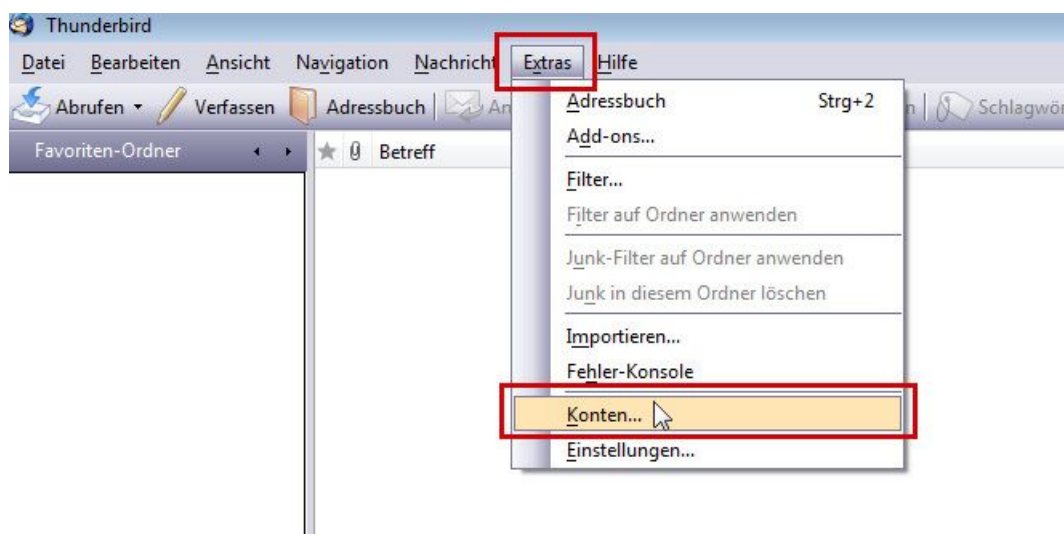 Thunderbird
Datei Bearbeiten Ansicht Navigation Nachricht Extras Hilfe
Abrufen Verfassen Adressbuch
Adressbuch Strg+2
Add-ons...
Favoriten-Ordner Betreff
Filter...
Filter auf Ordner anwenden
Junk-Filter auf Ordner anwenden
Junk in diesem Ordner löschen
Importieren...
Fehler-Konsole
Konten...
Einstellungen...